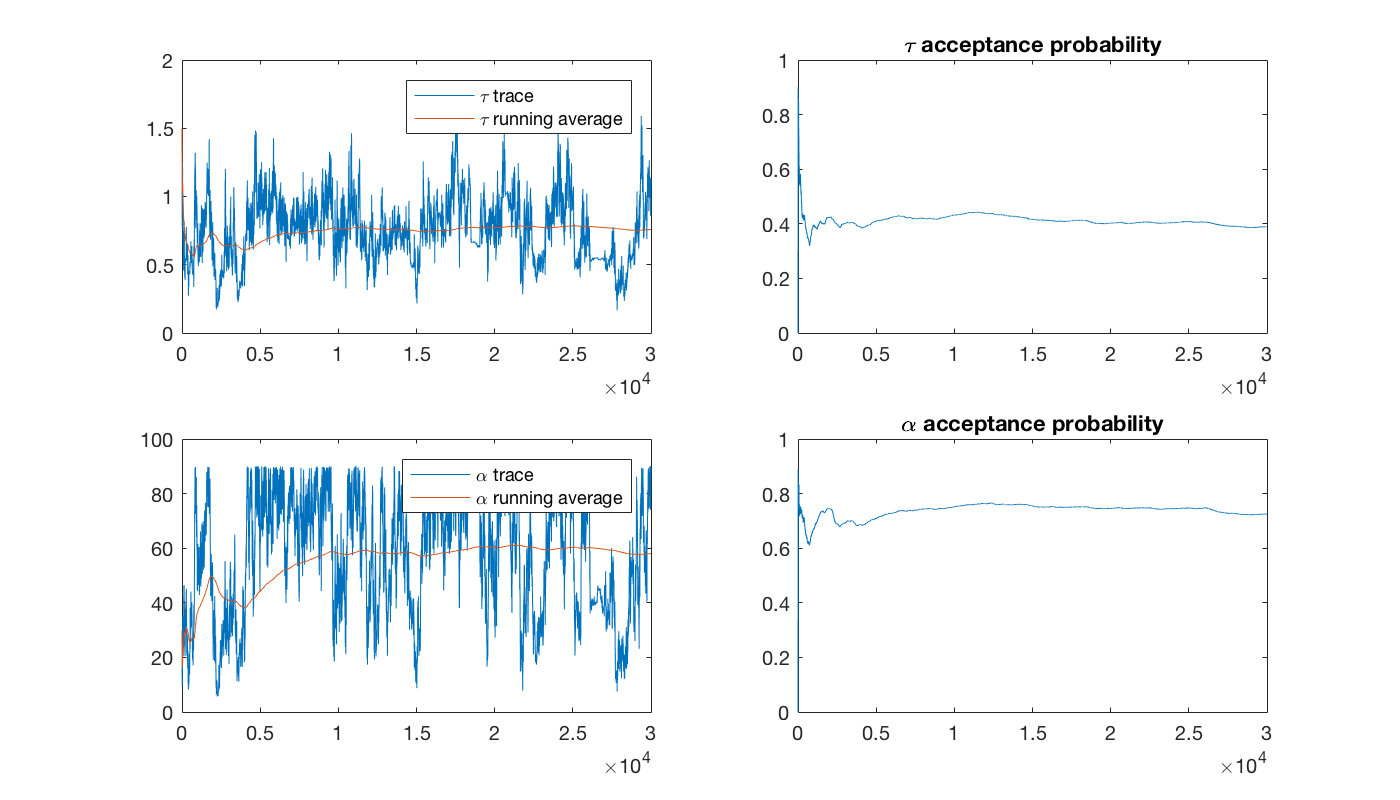 τ acceptance probability
2
1.5
1
0.5
0
τ trace
τ running average
0 0.5 1 1.5 2 2.5 3
×10^4
1
0.8
0.6
0.4
0.2
0
0 0.5 1 1.5 2 2.5 3
×10^4
α acceptance probability
100
80
60
40
20
0
α trace
α running average
0 0.5 1 1.5 2 2.5 3
×10^4
1
0.8
0.6
0.4
0.2
0
0 0.5 1 1.5 2 2.5 3
×10^4